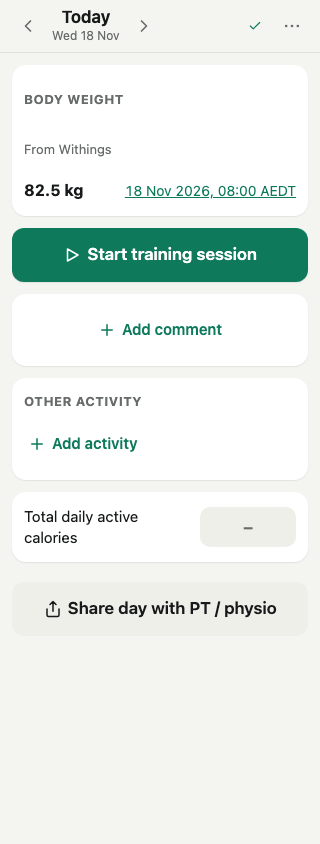 Today
Wed 18 Nov
BODY WEIGHT
From Withings
82.5 kg
18 Nov 2026, 08:00 AEDT
Start training session
Add comment
OTHER ACTIVITY
Add activity
Total daily active
calories
–
Share day with PT / physio